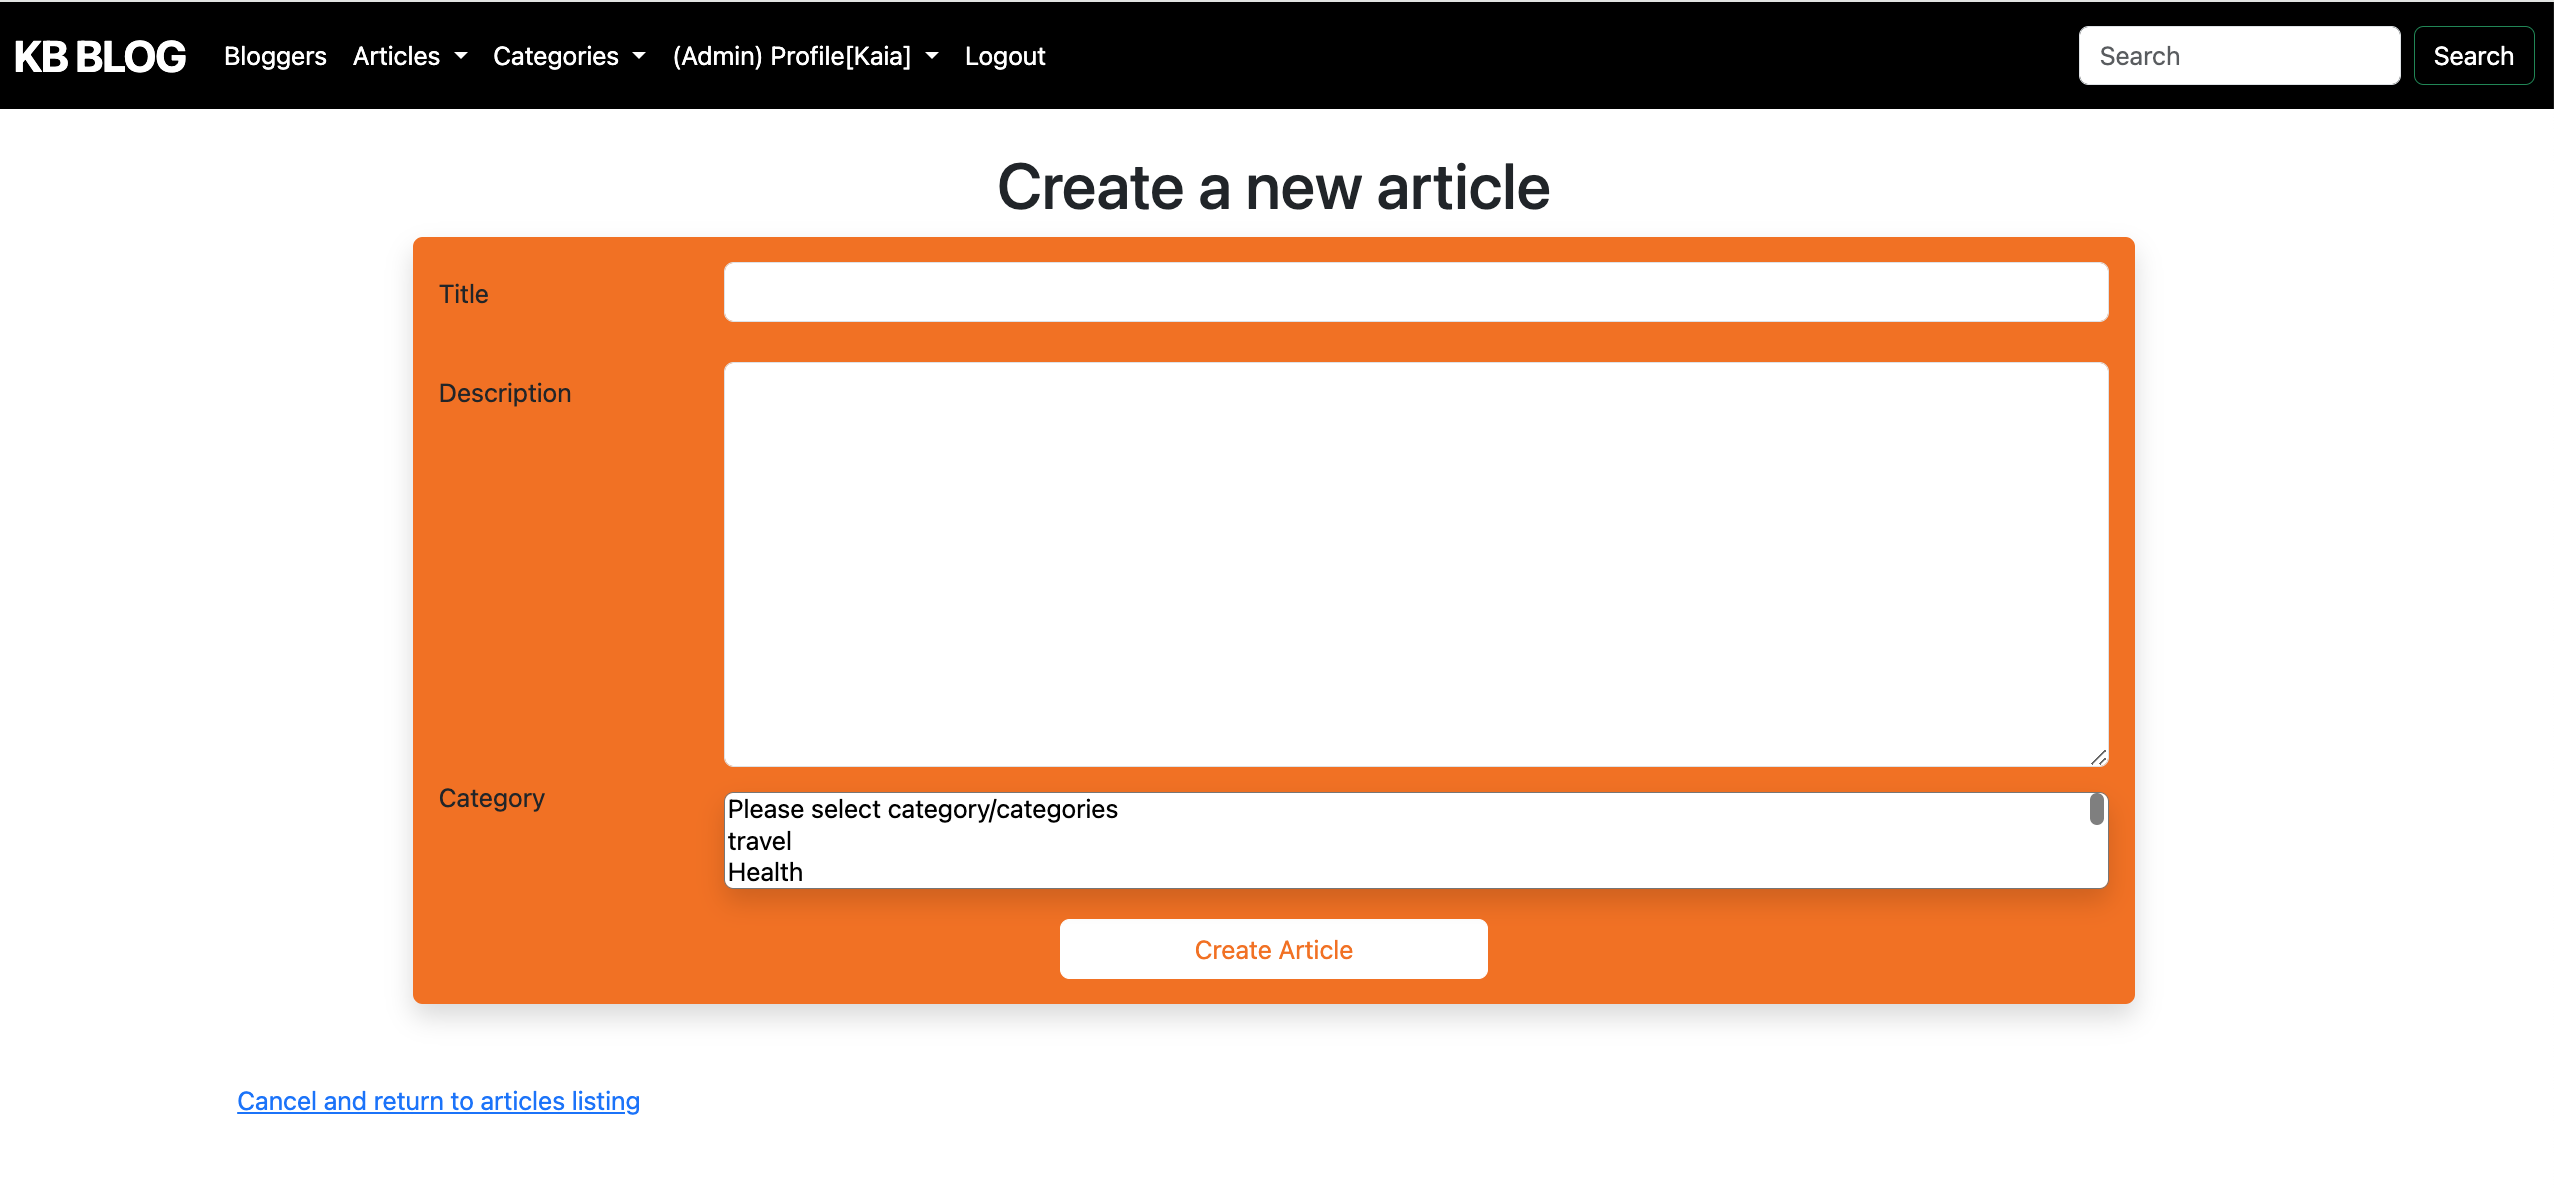 KB BLOG Bloggers Articles Categories (Admin) Profile[Kaia] Logout Search Search
Create a new article
Title
Description
Category
Please select category/categories
travel
Health
Create Article
Cancel and return to articles listing